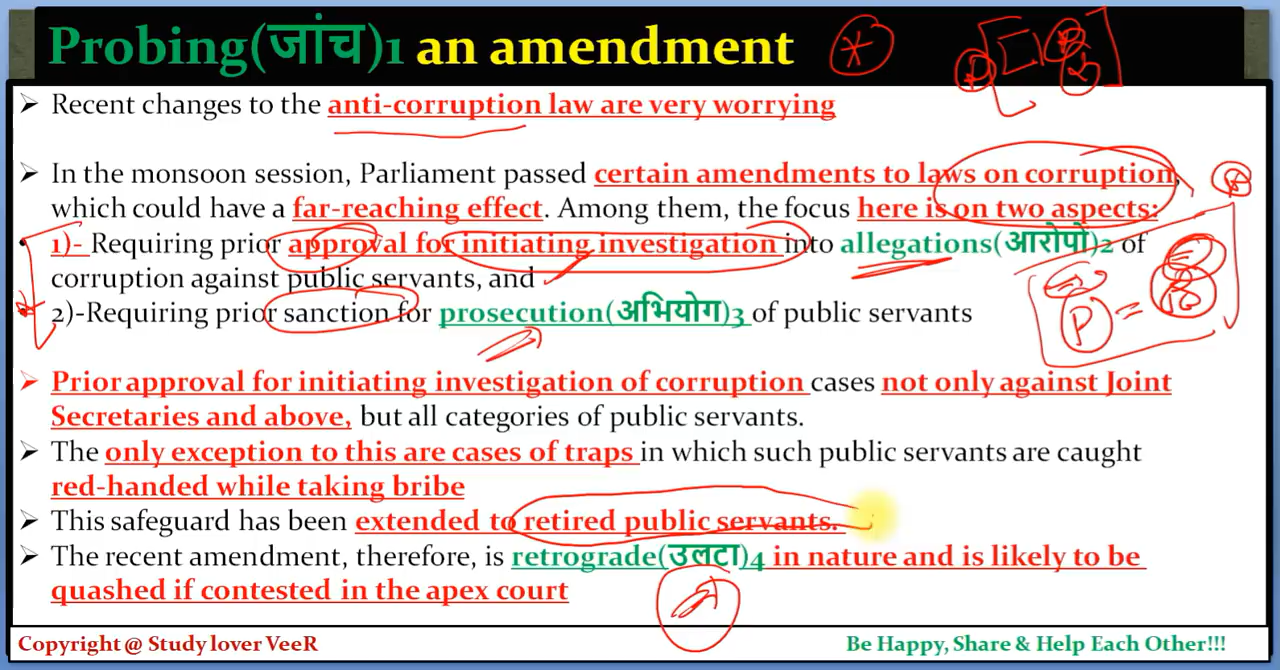 Probing(जांच)1 an amendment
➤ Recent changes to the anti-corruption law are very worrying
➤ In the monsoon session, Parliament passed certain amendments to laws on corruption,
which could have a far-reaching effect. Among them, the focus here is on two aspects:
• 1)- Requiring prior approval for initiating investigation into allegations(आरोपों)2 of
corruption against public servants, and
2)-Requiring prior sanction for prosecution(अभियोग)3 of public servants
➤ Prior approval for initiating investigation of corruption cases not only against Joint
Secretaries and above, but all categories of public servants.
➤ The only exception to this are cases of traps in which such public servants are caught
red-handed while taking bribe
➤ This safeguard has been extended to retired public servants.
➤ The recent amendment, therefore, is retrograde(उलटा)4 in nature and is likely to be
quashed if contested in the apex court
Copyright @ Study lover VeeR
Be Happy, Share & Help Each Other!!!